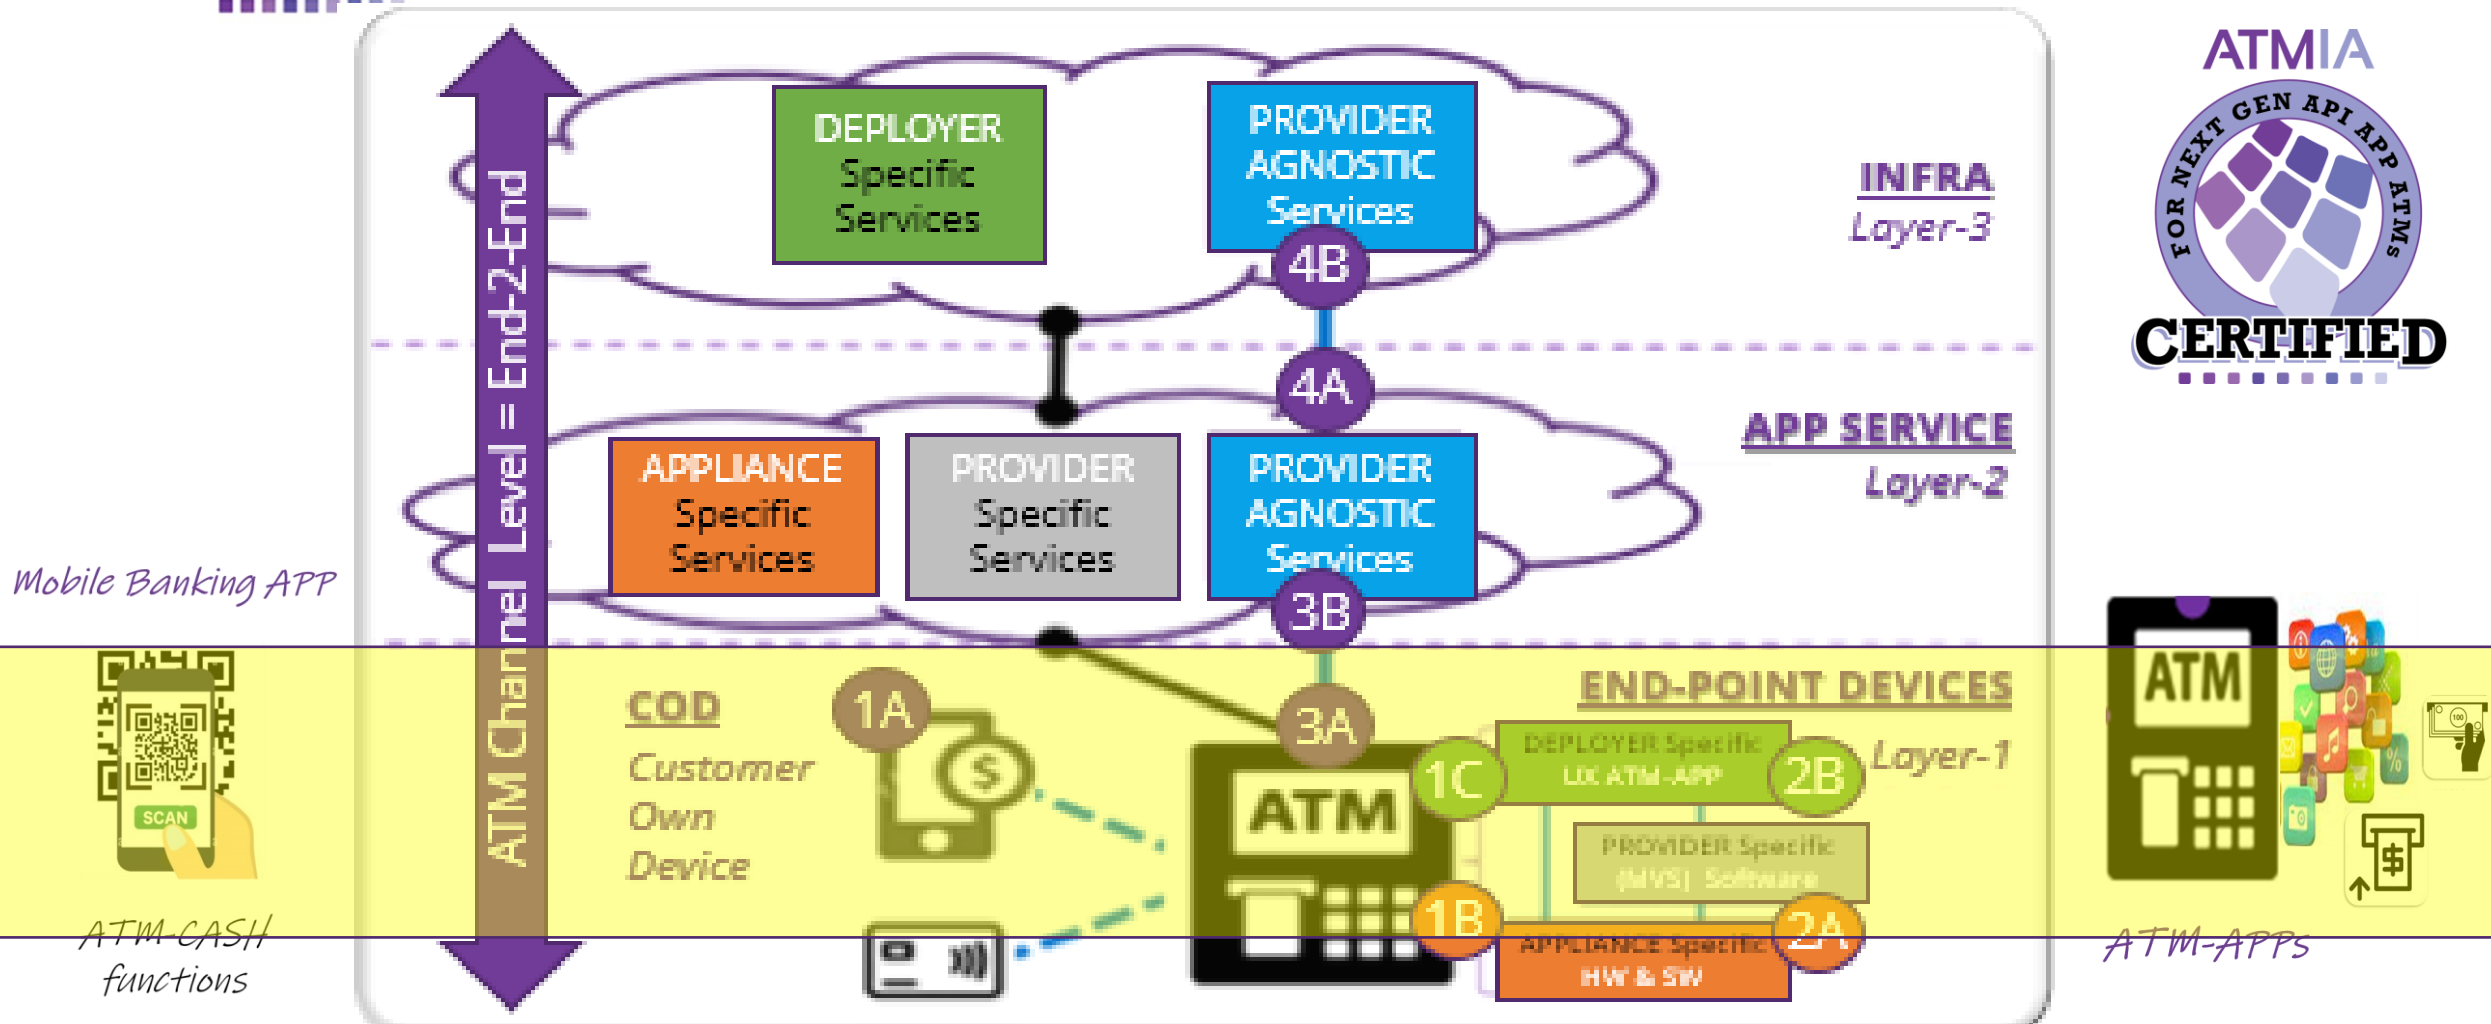 ATMIA
FOR NEXT GEN API APP ATMs
CERTIFIED
DEPLOYER
Specific
Services
PROVIDER
AGNOSTIC
Services
4B
INFRA
Layer-3
ATM Channel Level = End-2-End
4A
APPLIANCE
Specific
Services
PROVIDER
Specific
Services
PROVIDER
AGNOSTIC
Services
3B
APP SERVICE
Layer-2
Mobile Banking APP
SCAN
ATM-CASH
functions
COD
Customer
Own
Device
1A
$
3A
ATM
END-POINT DEVICES
Layer-1
1C
DEPLOYER Specific
UX ATM-APP
2B
PROVIDER Specific
(MVS) Software
1B
APPLIANCE Specific
HW & SW
2A
ATM
%
100
$
ATM-APPs